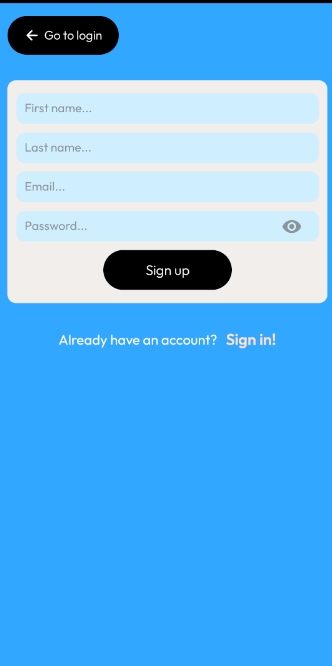 Go to login
First name...
Last name...
Email...
Password...
Sign up
Already have an account? Sign in!